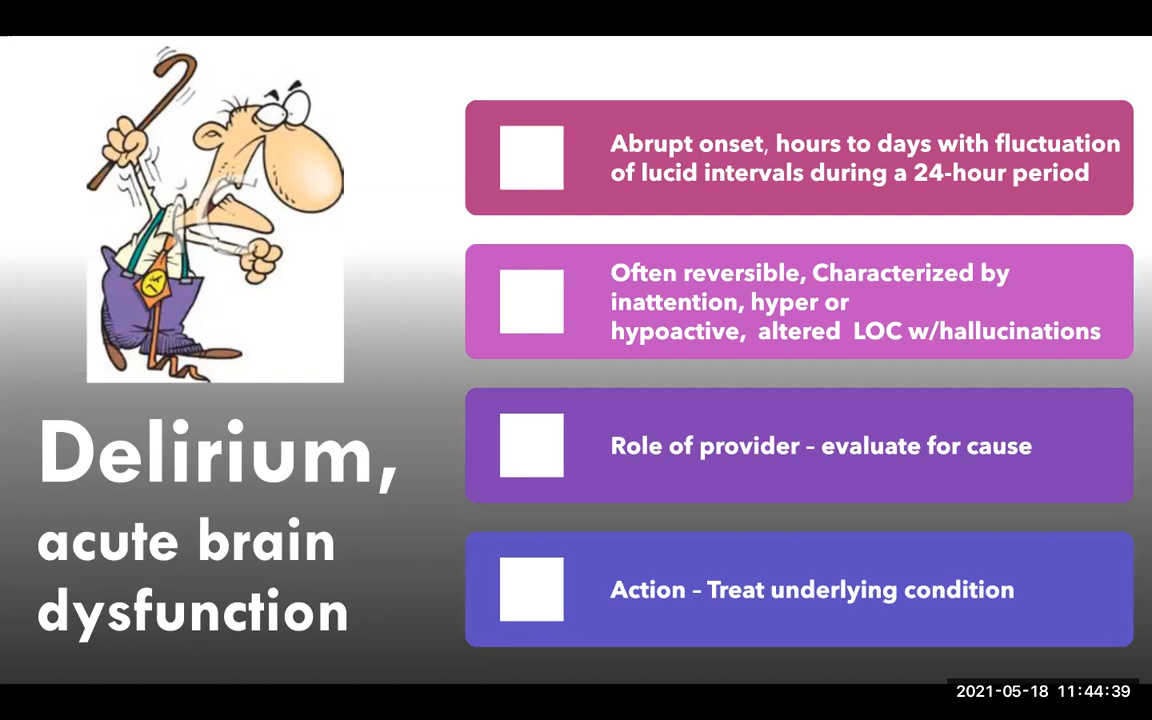 Delirium,
acute brain
dysfunction
Abrupt onset, hours to days with fluctuation
of lucid intervals during a 24-hour period
Often reversible, Characterized by
inattention, hyper or
hypoactive,  altered  LOC w/hallucinations
Role of provider – evaluate for cause
Action – Treat underlying condition
2021-05-18 11:44:39